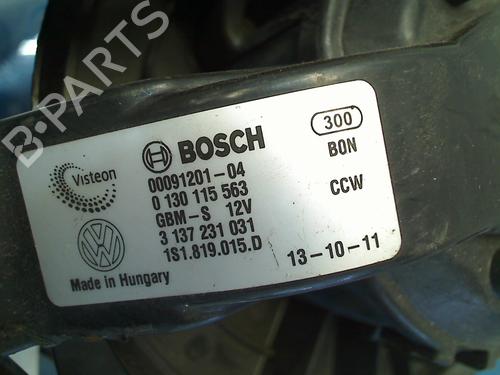 B-PARTS
BOSCH
300
BON
Visteon
00091201-04
0 130 115 563
CCW
GBM-S 12V
3 137 231 031
1S1.819.015.D
13-10-11
Made in Hungary